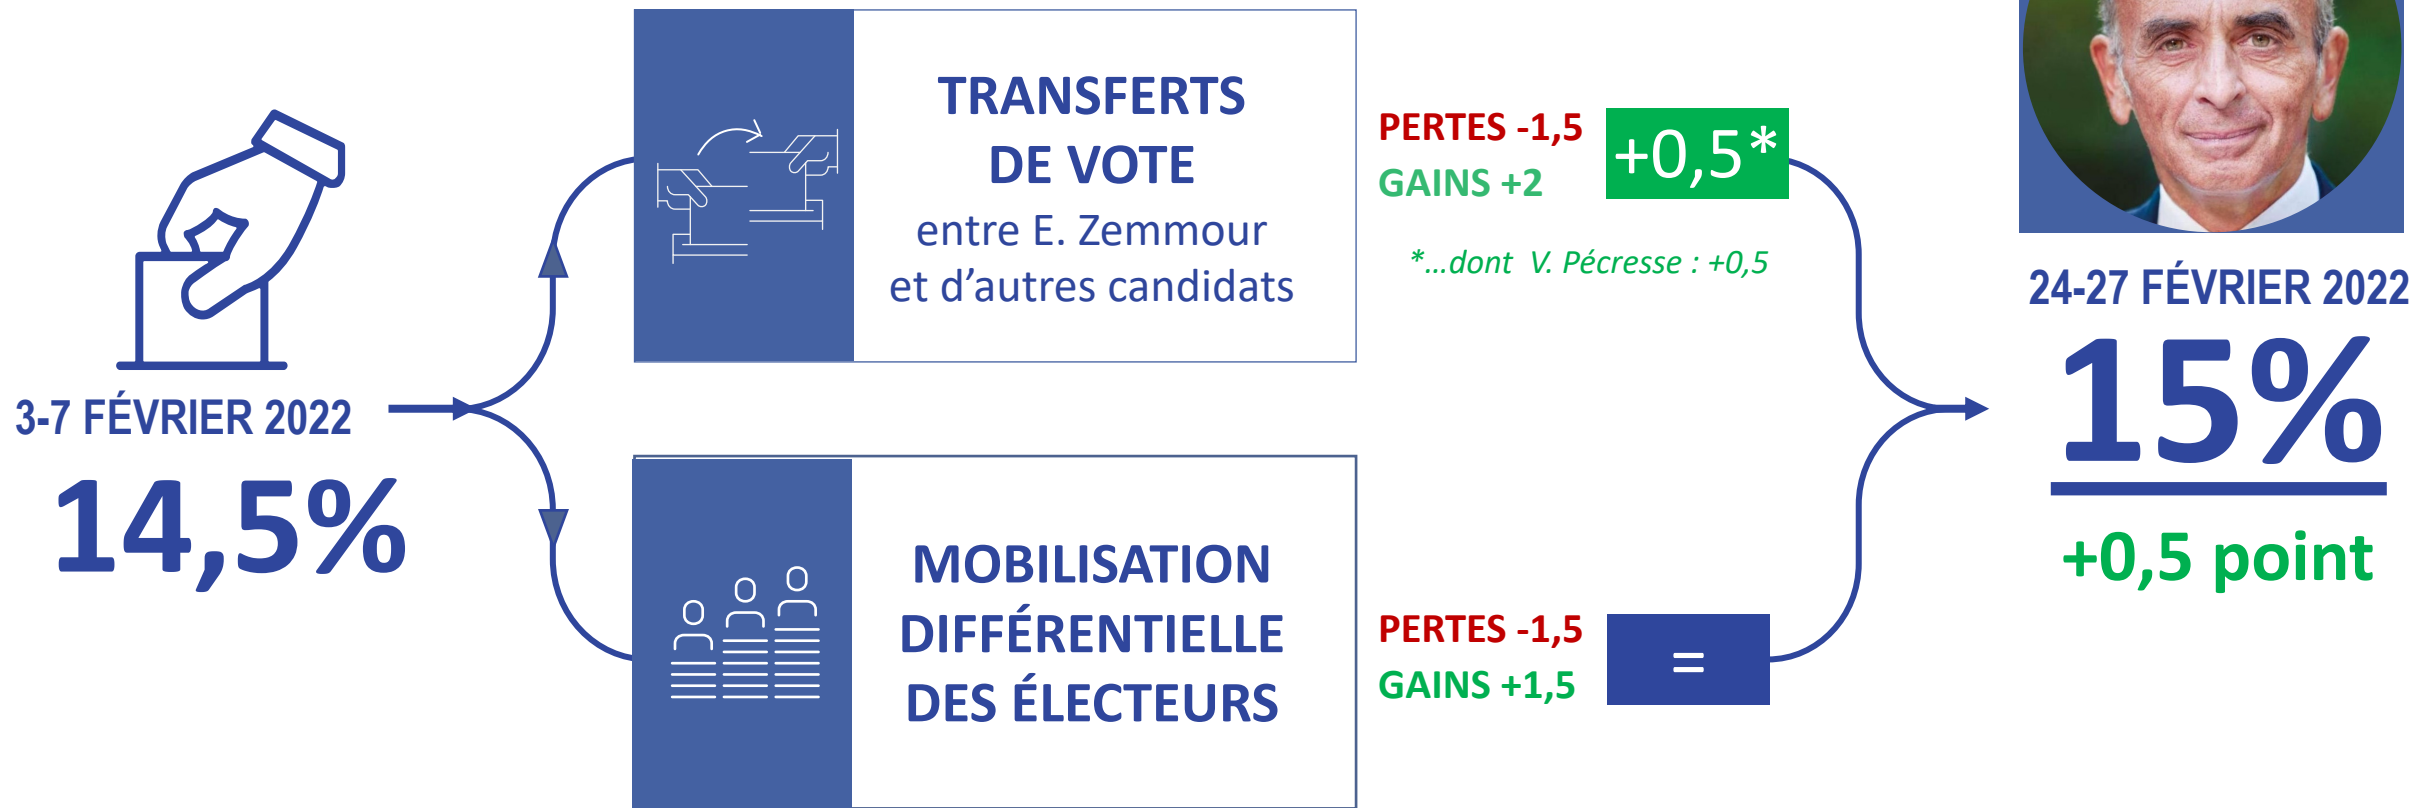 3-7 FÉVRIER 2022
14,5%
TRANSFERTS
DE VOTE
entre E. Zemmour
et d’autres candidats
PERTES -1,5
GAINS +2
+0,5*
*…dont V. Pécresse : +0,5
MOBILISATION
DIFFÉRENTIELLE
DES ÉLECTEURS
PERTES -1,5
GAINS +1,5
=
24-27 FÉVRIER 2022
15%
+0,5 point